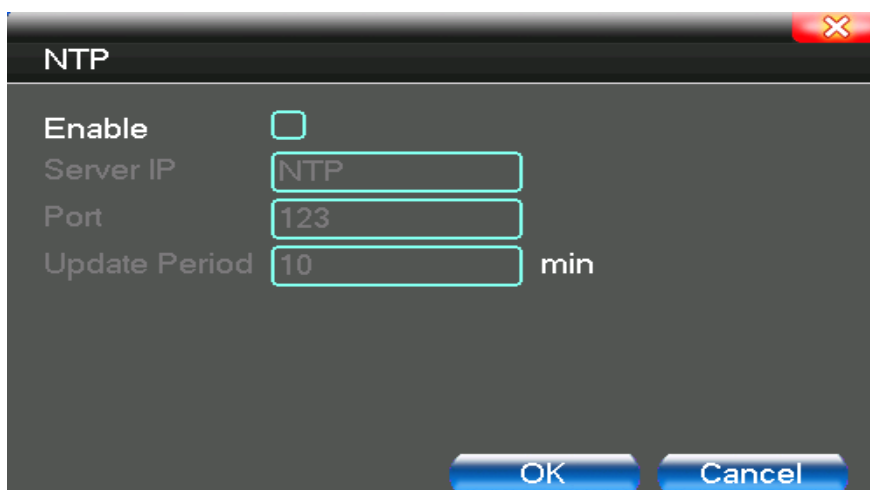 NTP
Enable
Server IP NTP
Port 123
Update Period 10 min
OK Cancel